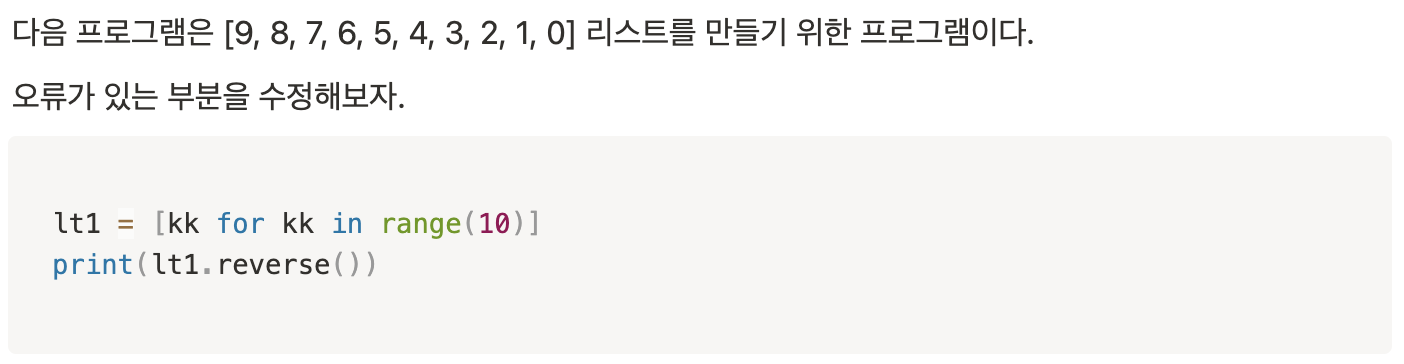 다음 프로그램은 [9, 8, 7, 6, 5, 4, 3, 2, 1, 0] 리스트를 만들기 위한 프로그램이다.
오류가 있는 부분을 수정해보자.
lt1 = [kk for kk in range(10)]
print(lt1.reverse())